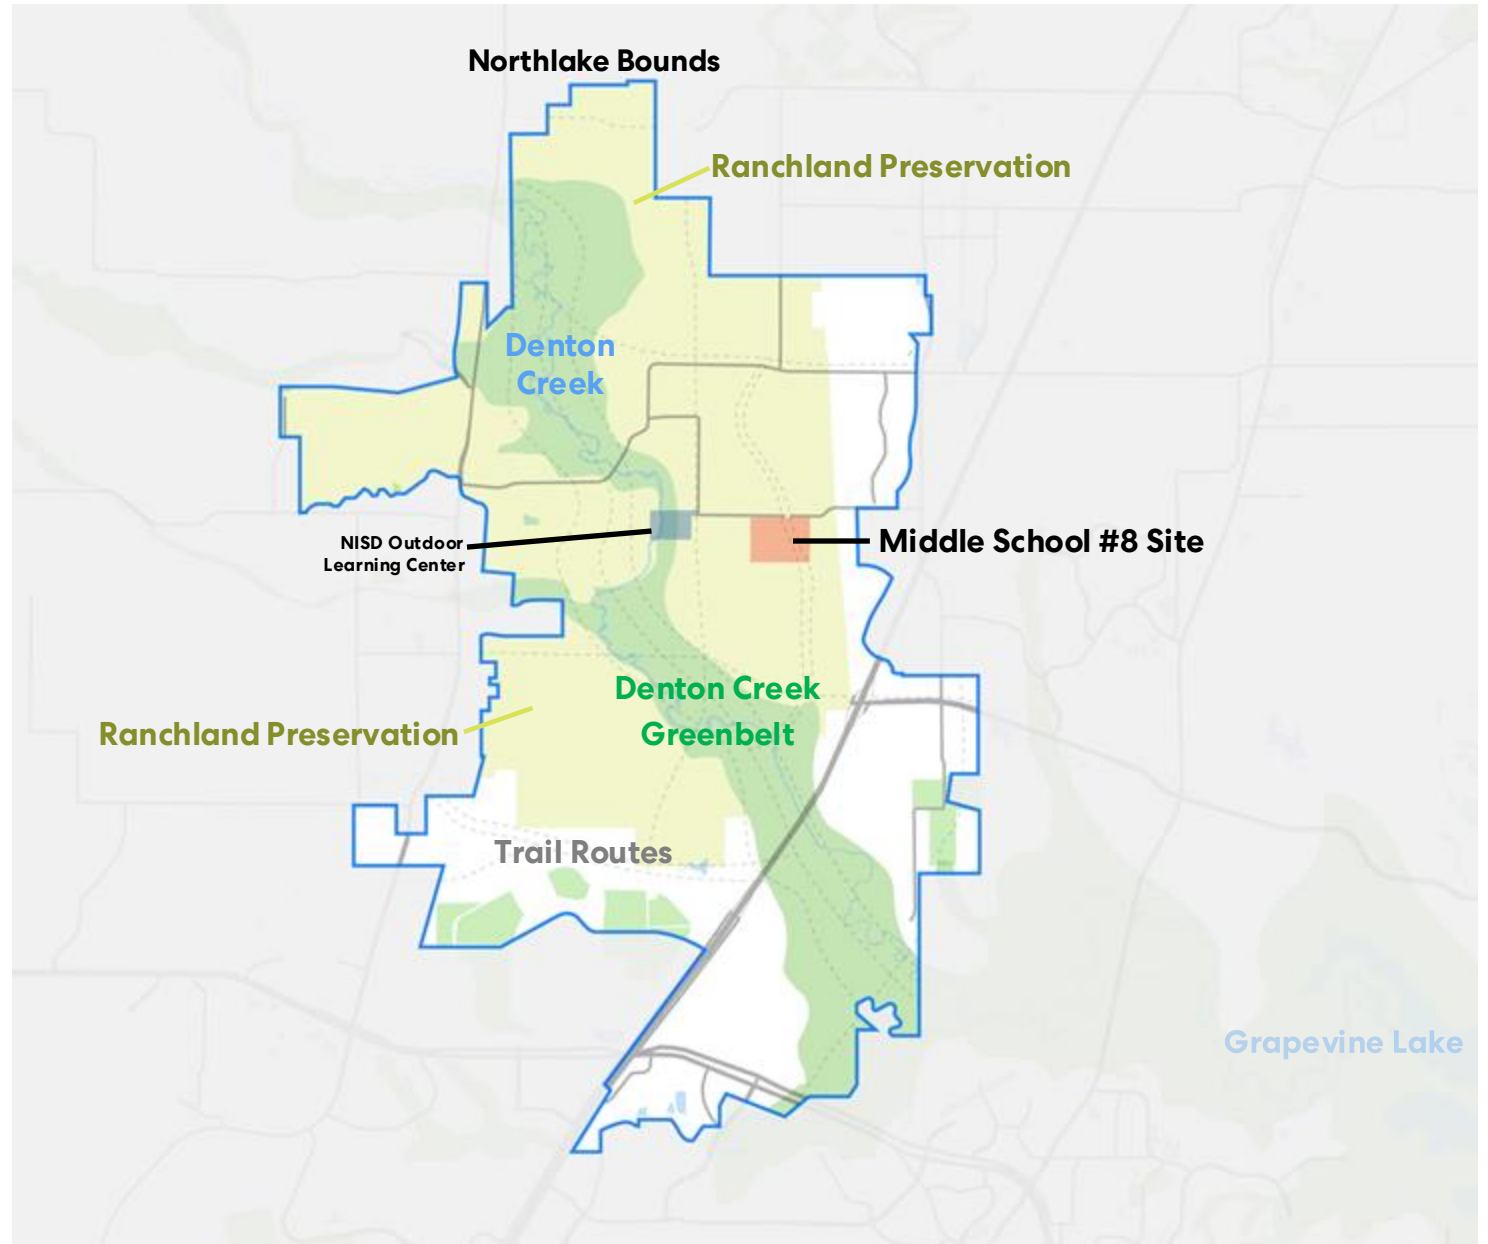 Northlake Bounds
Ranchland Preservation
Denton
Creek
NISD Outdoor
Learning Center
Middle School #8 Site
Denton Creek
Greenbelt
Ranchland Preservation
Trail Routes
Grapevine Lake